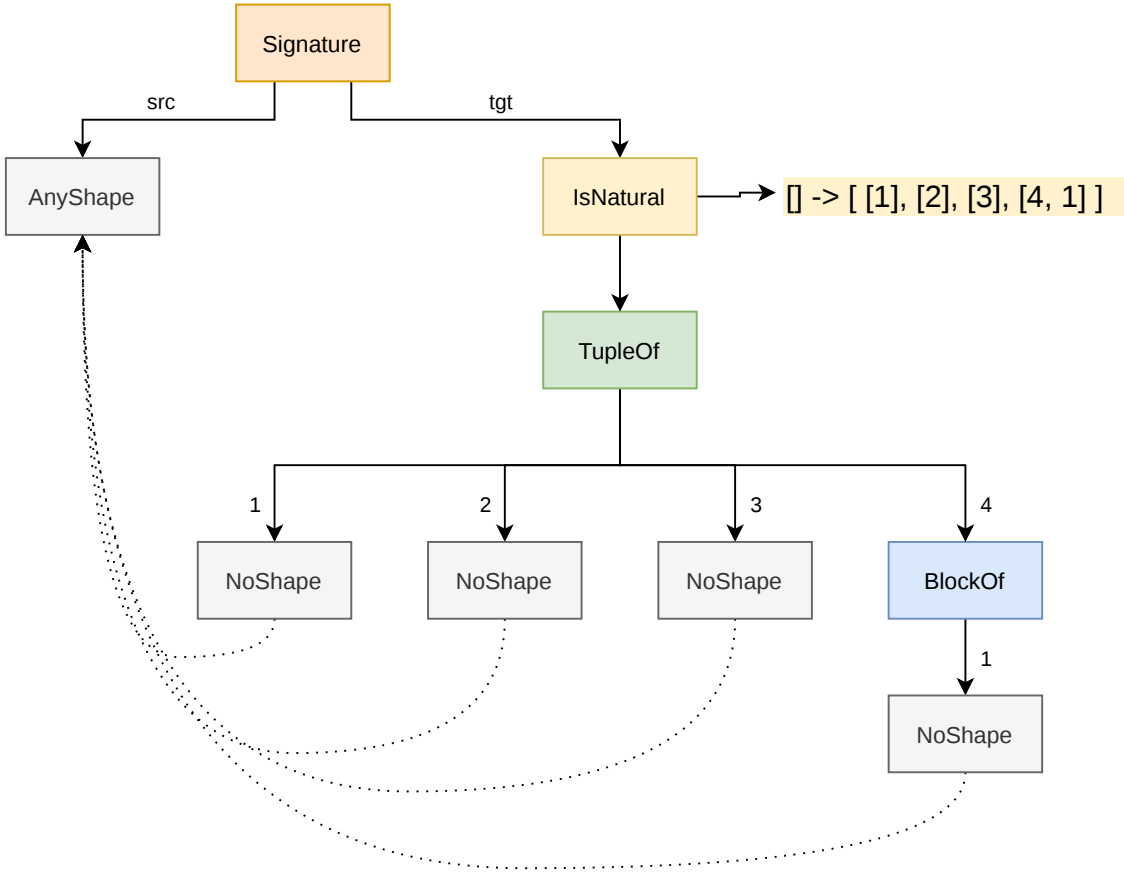 Signature
src
tgt
AnyShape
IsNatural
[] -> [ [1], [2], [3], [4, 1] ]
TupleOf
1
2
3
4
NoShape
NoShape
NoShape
BlockOf
1
NoShape